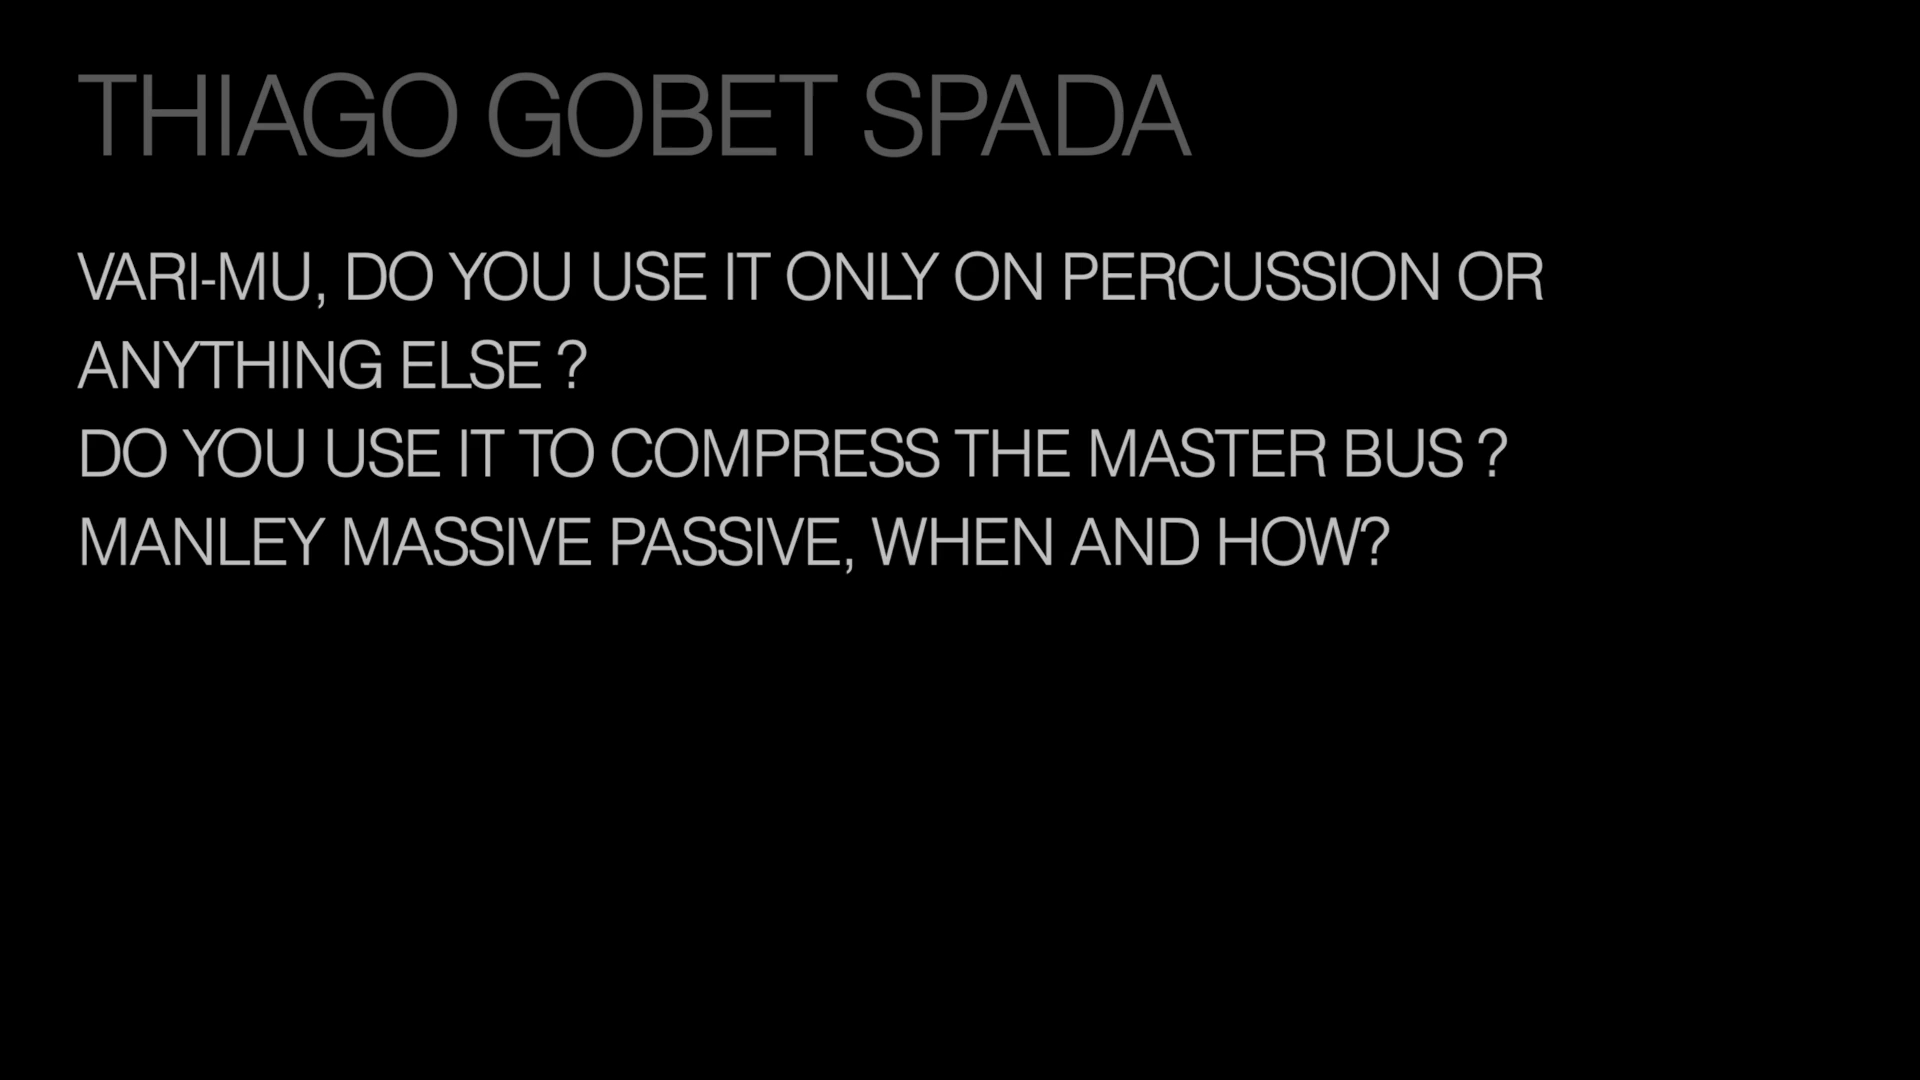 THIAGO GOBET SPADA
VARI-MU, DO YOU USE IT ONLY ON PERCUSSION OR
ANYTHING ELSE ?
DO YOU USE IT TO COMPRESS THE MASTER BUS ?
MANLEY MASSIVE PASSIVE, WHEN AND HOW?